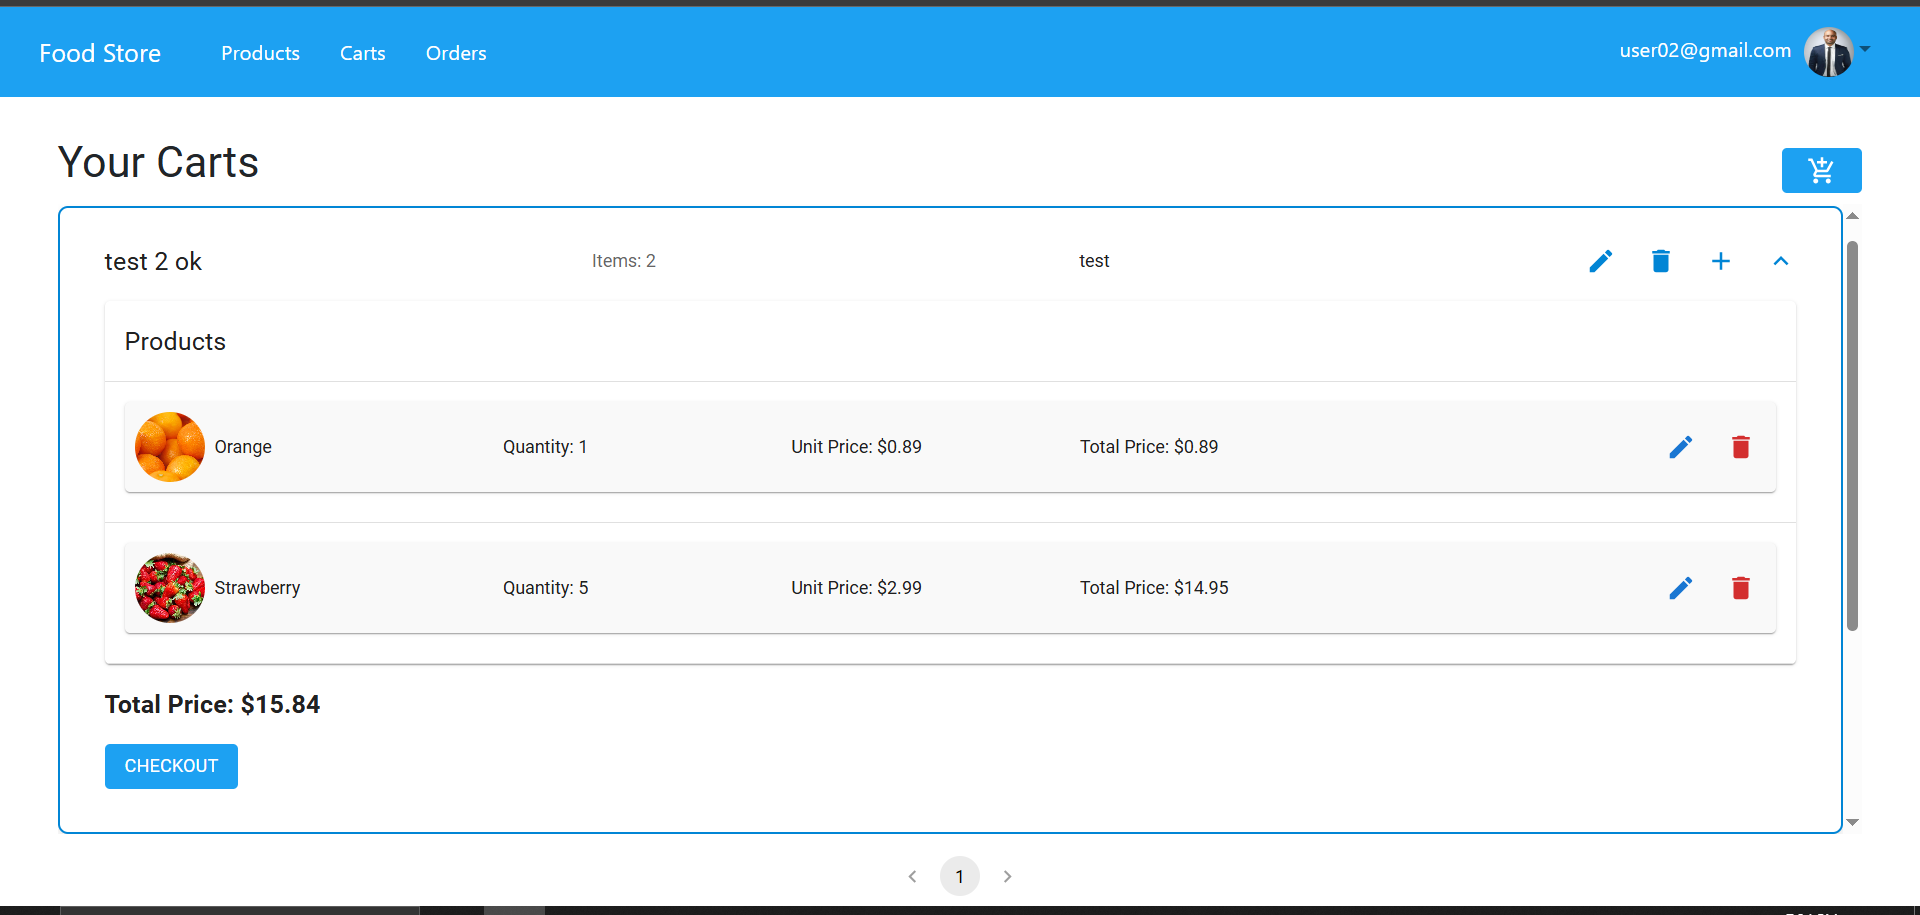 Food Store Products Carts Orders user02@gmail.com
Your Carts
test 2 ok Items: 2 test
Products
Orange Quantity: 1 Unit Price: $0.89 Total Price: $0.89
Strawberry Quantity: 5 Unit Price: $2.99 Total Price: $14.95
Total Price: $15.84
CHECKOUT
1